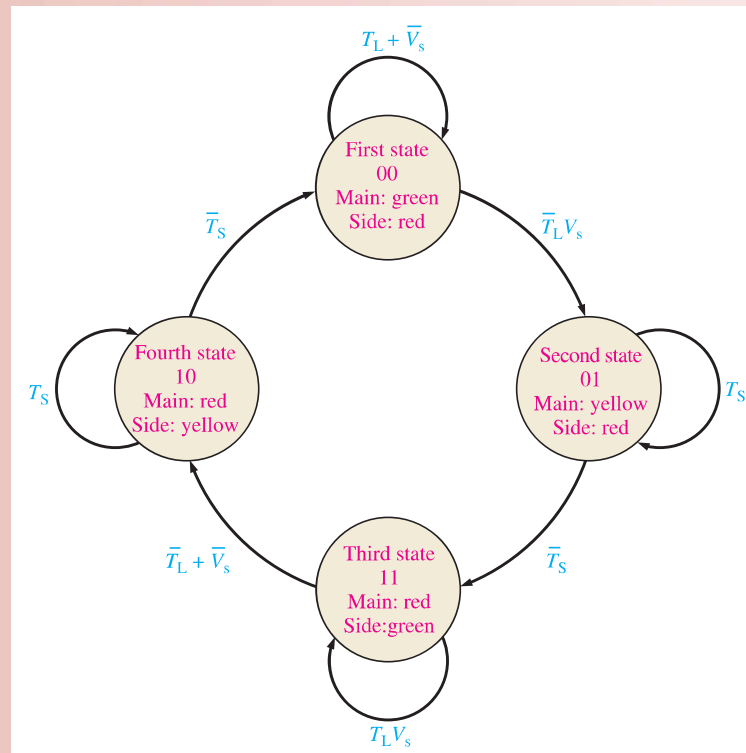 T_L + V̅_s
First state
00
Main: green
Side: red
T̅_S
T̅_L V_s
Fourth state
10
Main: red
Side: yellow
T_S
Second state
01
Main: yellow
Side: red
T_S
T̅_L + V̅_s
T̅_S
Third state
11
Main: red
Side:green
T_L V_s